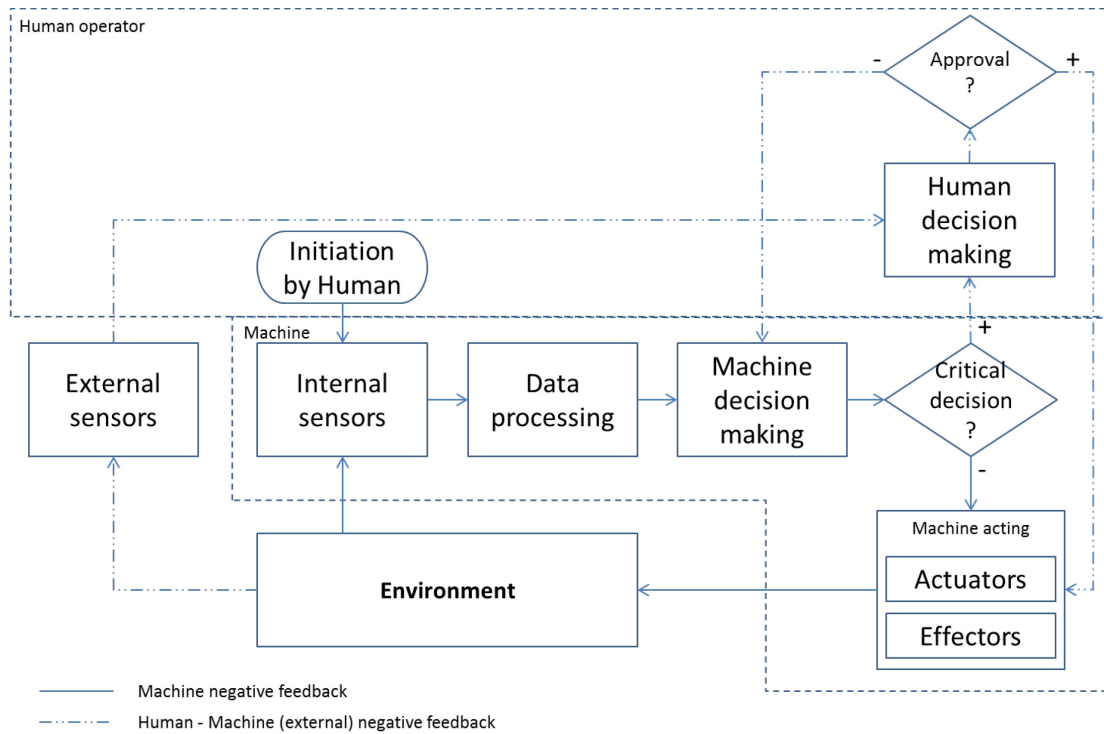 Human operator
-
Approval
?
+
Human
decision
making
Initiation
by Human
+
Machine
External
sensors
Internal
sensors
Data
processing
Machine
decision
making
Critical
decision
?
-
Machine acting
Actuators
Effectors
Environment
Machine negative feedback
Human - Machine (external) negative feedback